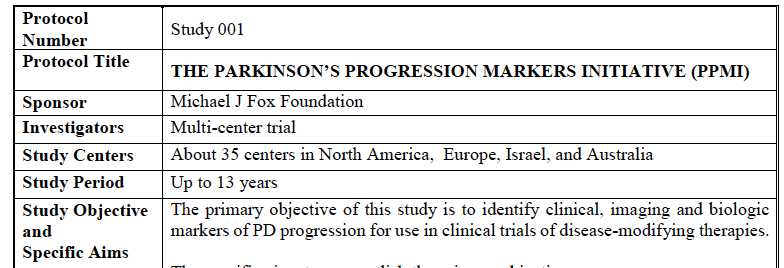 Protocol
Number
Study 001
Protocol Title
THE PARKINSON'S PROGRESSION MARKERS INITIATIVE (PPMI)
Sponsor
Michael J Fox Foundation
Investigators
Multi-center trial
Study Centers
About 35 centers in North America, Europe, Israel, and Australia
Study Period
Up to 13 years
Study Objective
and
Specific Aims
The primary objective of this study is to identify clinical, imaging and biologic
markers of PD progression for use in clinical trials of disease-modifying therapies.